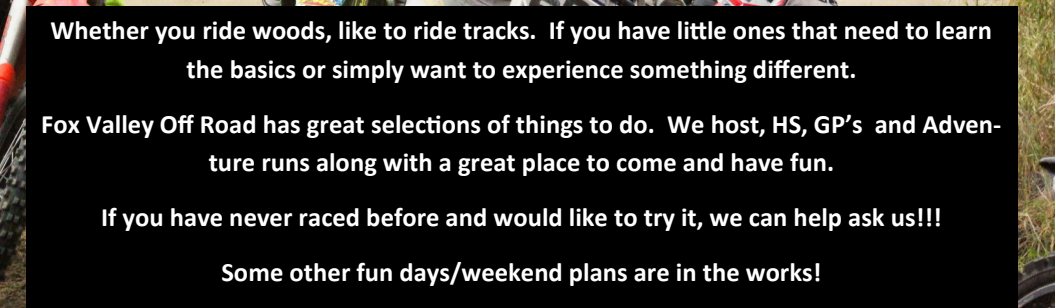 Whether you ride woods, like to ride tracks.  If you have little ones that need to learn
the basics or simply want to experience something different.
Fox Valley Off Road has great selections of things to do.  We host, HS, GP's  and Adven-
ture runs along with a great place to come and have fun.
If you have never raced before and would like to try it, we can help ask us!!!
Some other fun days/weekend plans are in the works!